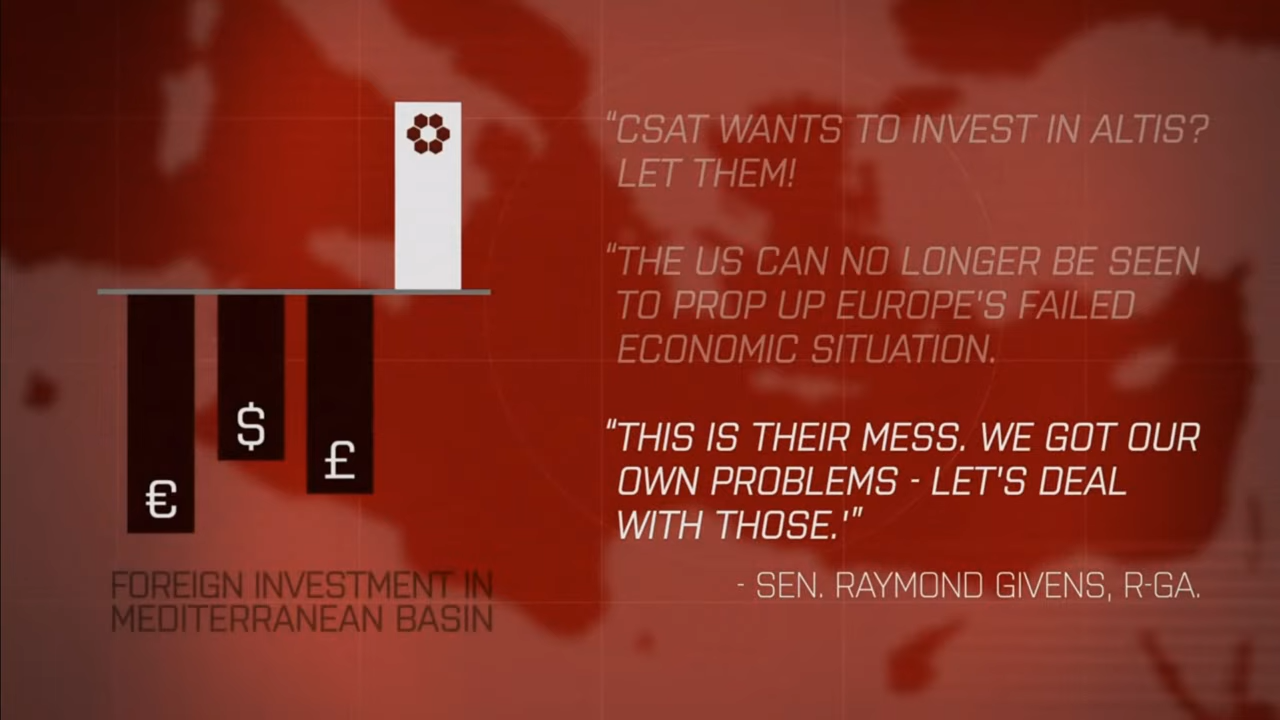 "CSAT WANTS TO INVEST IN ALTIS?
LET THEM!
"THE US CAN NO LONGER BE SEEN
TO PROP UP EUROPE'S FAILED
ECONOMIC SITUATION.
"THIS IS THEIR MESS. WE GOT OUR
OWN PROBLEMS - LET'S DEAL
WITH THOSE.'"
- SEN. RAYMOND GIVENS, R-GA.
€
$
£
FOREIGN INVESTMENT IN
MEDITERRANEAN BASIN